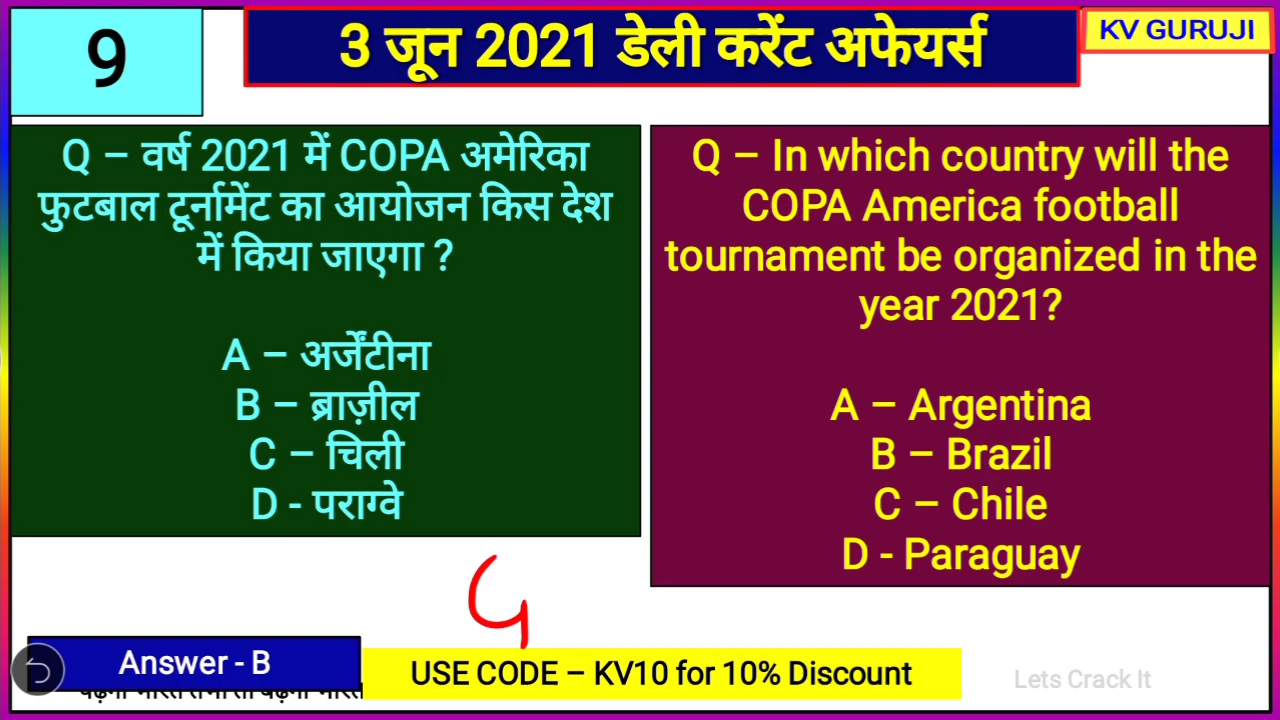 9
3 जून 2021 डेली करेंट अफेयर्स
KV GURUJI
Q – वर्ष 2021 में COPA अमेरिका
फुटबाल टूर्नामेंट का आयोजन किस देश
में किया जाएगा ?
A – अर्जेंटीना
B – ब्राज़ील
C – चिली
D - पराग्वे
Q – In which country will the
COPA America football
tournament be organized in the
year 2021?
A – Argentina
B – Brazil
C – Chile
D - Paraguay
Answer - B
USE CODE – KV10 for 10% Discount
Lets Crack It